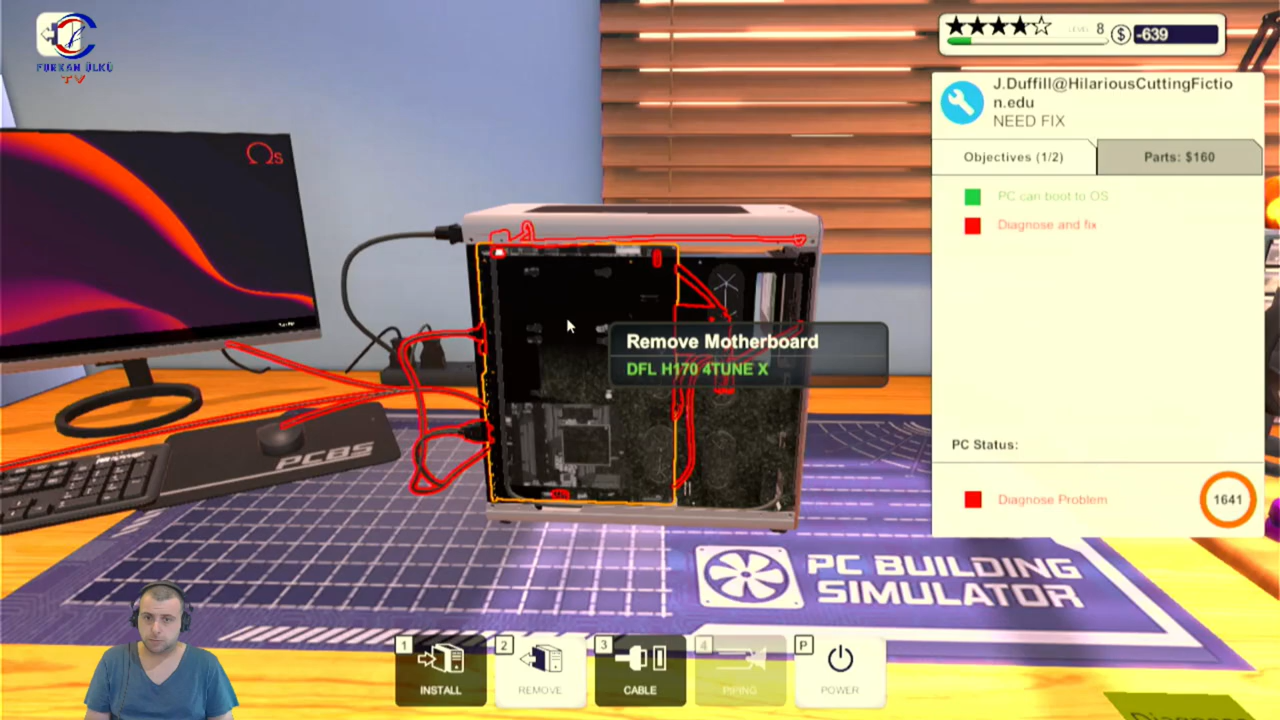 FURKAN ÜLKÜ
TV
LEVEL 8
$ -639
J.Duffill@HilariousCuttingFictio
n.edu
NEED FIX
Objectives (1/2)
Parts: $160
PC can boot to OS
Diagnose and fix
Remove Motherboard
DFL H170 4TUNE X
PC Status:
Diagnose Problem
1641
PCBS
PC BUILDING
SIMULATOR
1 INSTALL
2 REMOVE
3 CABLE
4 PIPING
P POWER